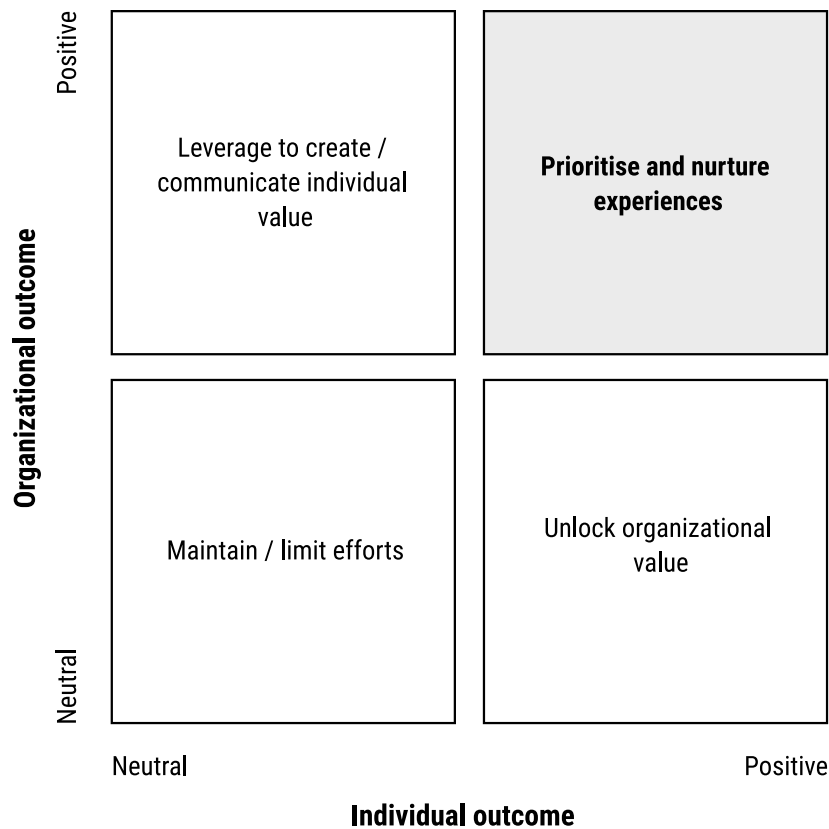 Positive
Leverage to create /
communicate individual
value
Prioritise and nurture
experiences
Organizational outcome
Maintain / limit efforts
Unlock organizational
value
Neutral
Neutral
Positive
Individual outcome